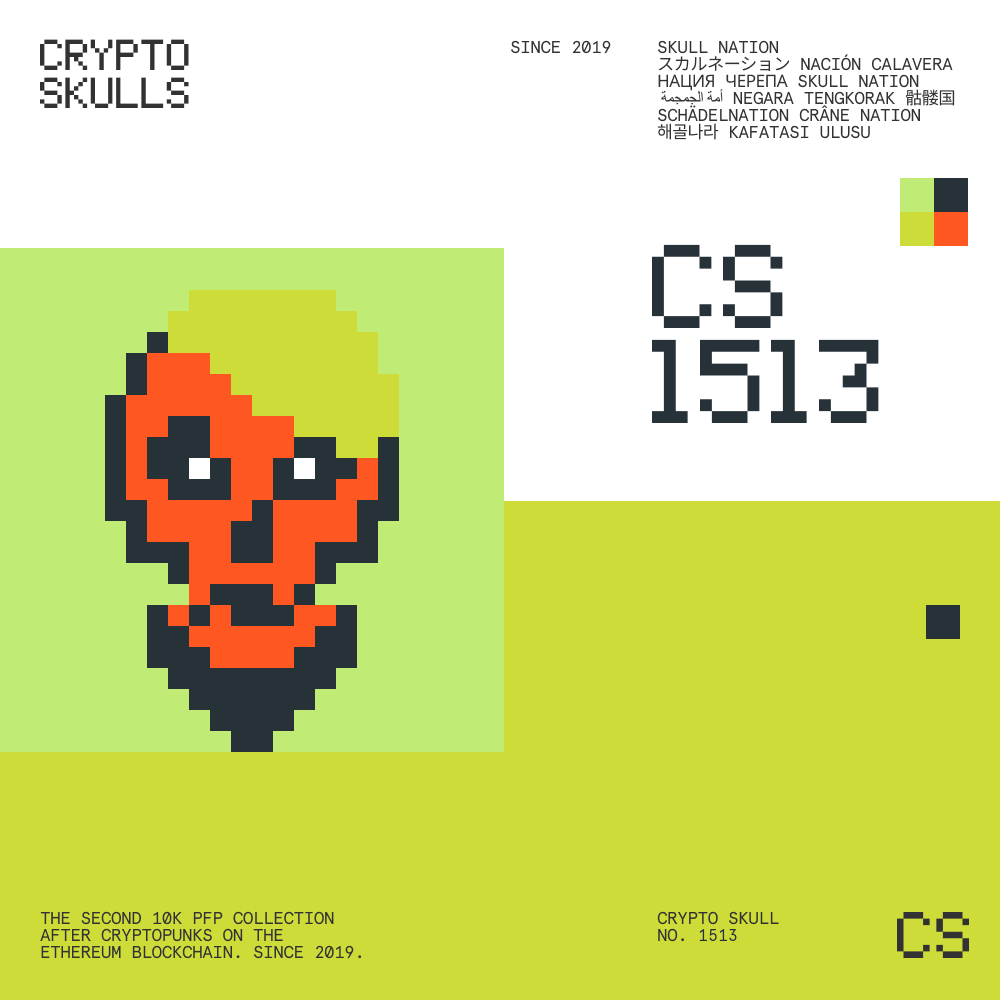 CRYPTO
SKULLS
SINCE 2019
SKULL NATION
スカルネーション NACIÓN CALAVERA
НАЦИЯ ЧЕРЕПА SKULL NATION
أمة الجمجمة NEGARA TENGKORAK 骷髅国
SCHÄDELNATION CRÂNE NATION
해골나라 KAFATASI ULUSU
CS
1513
THE SECOND 10K PFP COLLECTION
AFTER CRYPTOPUNKS ON THE
ETHEREUM BLOCKCHAIN. SINCE 2019.
CRYPTO SKULL
NO. 1513
CS